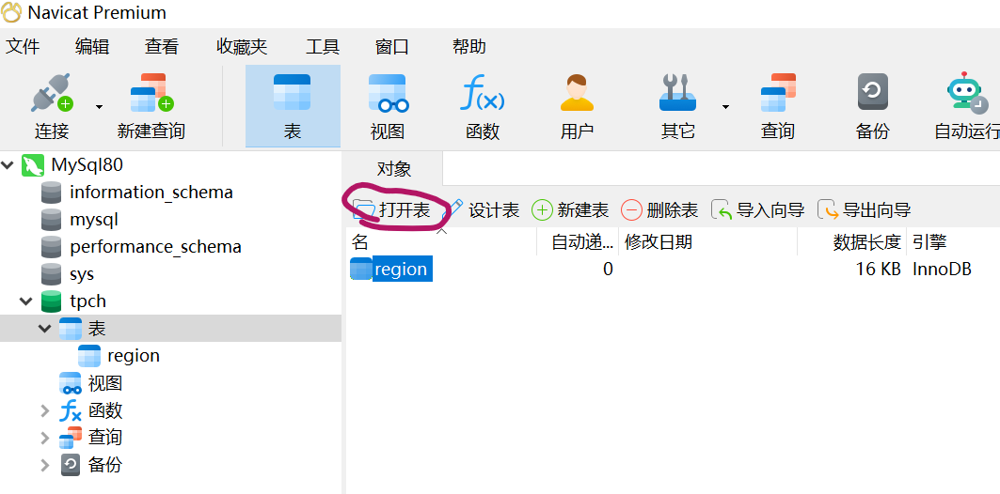 Navicat Premium
文件 编辑 查看 收藏夹 工具 窗口 帮助
连接 新建查询 表 视图 函数 用户 其它 查询 备份 自动运行
MySql80
information_schema
mysql
performance_schema
sys
tpch
表
region
视图
函数
查询
备份
对象
打开表 设计表 新建表 删除表 导入向导 导出向导
名 自动递... 修改日期 数据长度 引擎
region 0 16 KB InnoDB